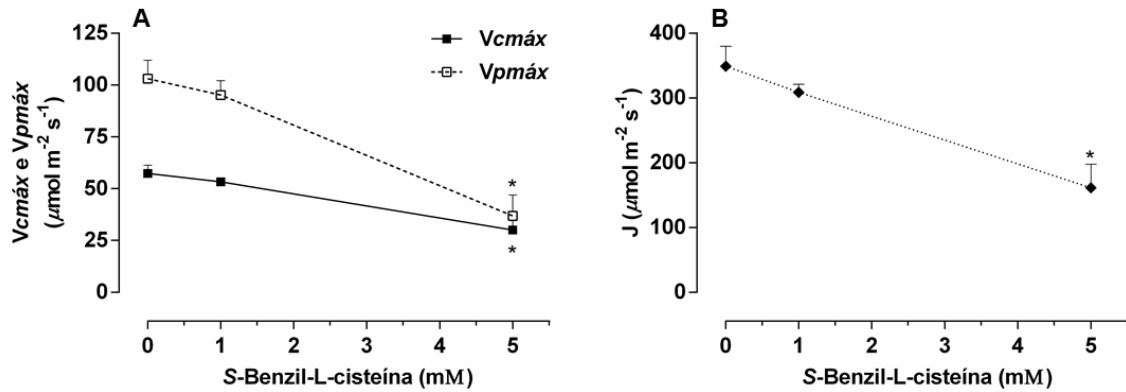 A
Vcmáx
Vpmáx
Vcmáx e Vpmáx
(μmol m⁻² s⁻¹)
125
100
75
50
25
0
*
*
0 1 2 3 4 5
S-Benzil-L-cisteína (mM)
B
J (μmol m⁻² s⁻¹)
400
300
200
100
0
*
0 1 2 3 4 5
S-Benzil-L-cisteína (mM)